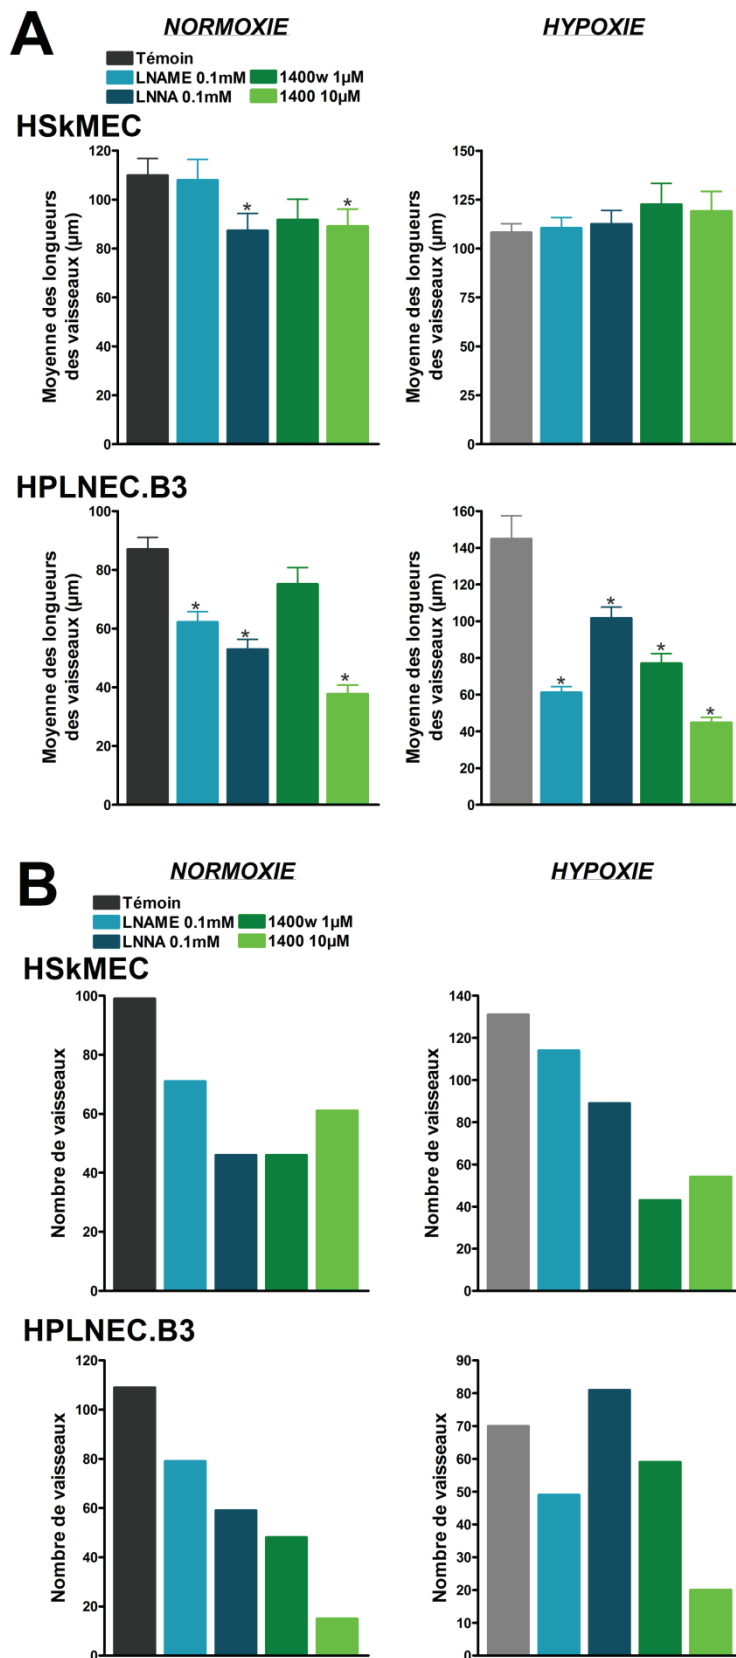 A
NORMOXIE
HYPOXIE
Témoin
LNAME 0.1mM
1400w 1µM
LNNA 0.1mM
1400 10µM
HSkMEC
Moyenne des longueurs
des vaisseaux (µm)
120
100
80
60
40
20
0
*
*
Moyenne des longueurs
des vaisseaux (µm)
150
125
100
75
50
25
0
HPLNEC.B3
Moyenne des longueurs
des vaisseaux (µm)
100
80
60
40
20
0
*
*
*
Moyenne des longueurs
des vaisseaux (µm)
160
140
120
100
80
60
40
20
0
*
*
*
*
B
NORMOXIE
HYPOXIE
Témoin
LNAME 0.1mM
1400w 1µM
LNNA 0.1mM
1400 10µM
HSkMEC
Nombre de vaisseaux
100
80
60
40
20
0
Nombre de vaisseaux
140
120
100
80
60
40
20
0
HPLNEC.B3
Nombre de vaisseaux
120
100
80
60
40
20
0
Nombre de vaisseaux
90
80
70
60
50
40
30
20
10
0